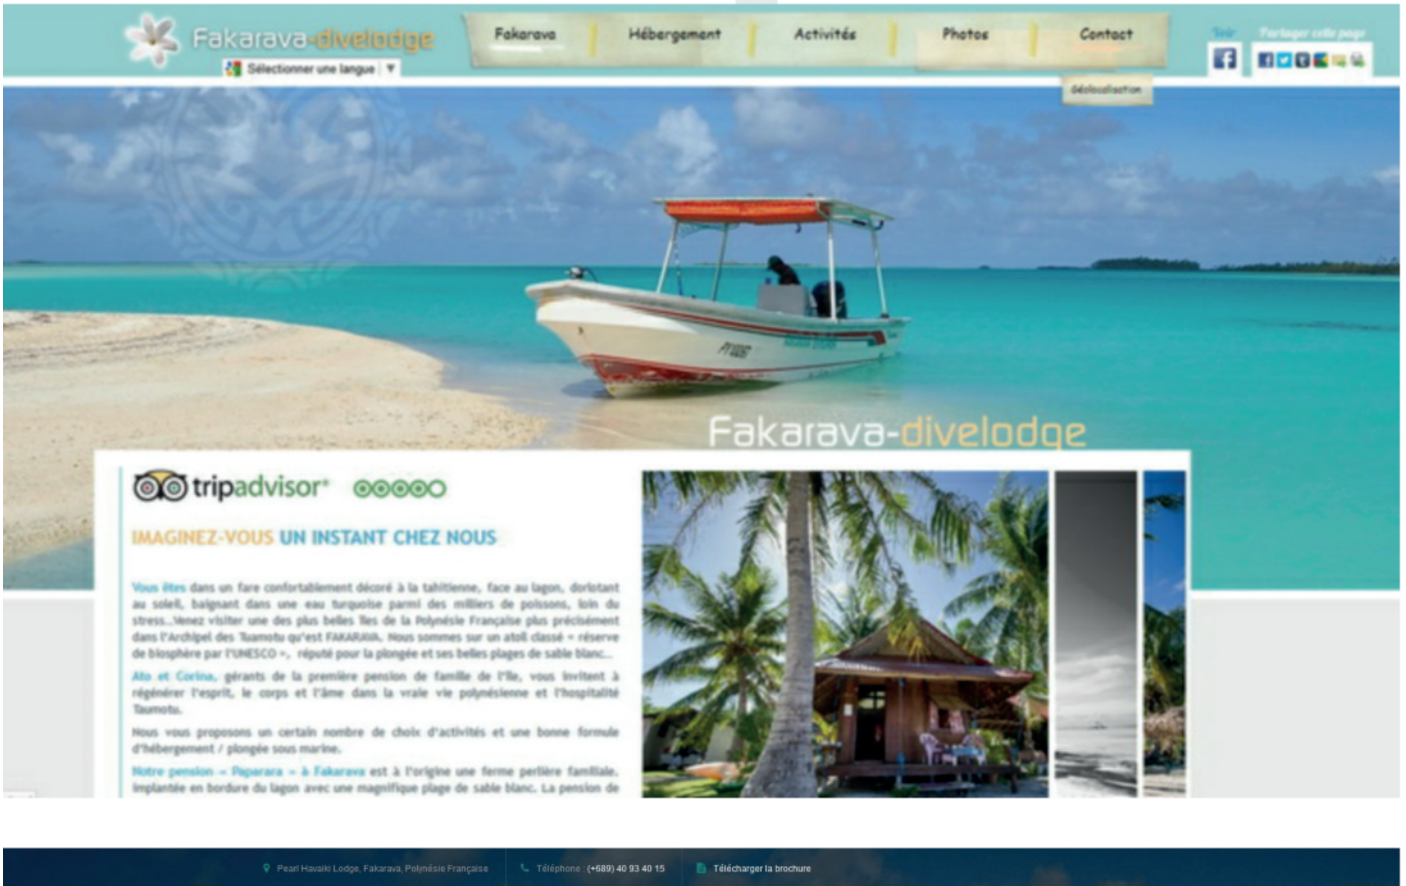 Fakarava-divelodge
Fakarava Hébergement Activités Photos Contact
Voir Partager cette page
Sélectionner une langue
Géolocalisation
PY
Fakarava-divelodge
tripadvisor
IMAGINEZ-VOUS UN INSTANT CHEZ NOUS
Vous êtes dans un fare confortablement décoré à la tahitienne, face au lagon, dorlotant
au soleil, baignant dans une eau turquoise parmi des milliers de poissons, loin du
stress...Venez visiter une des plus belles îles de la Polynésie Française plus précisément
dans l'Archipel des Tuamotu qu'est FAKARAVA. Nous sommes sur un atoll classé « réserve
de biosphère par l'UNESCO », réputé pour la plongée et ses belles plages de sable blanc...
Ato et Corina, gérants de la première pension de famille de l'île, vous invitent à
régénérer l'esprit, le corps et l'âme dans la vraie vie polynésienne et l'hospitalité
Taumotu.
Nous vous proposons un certain nombre de choix d'activités et une bonne formule
d'hébergement / plongée sous marine.
Notre pension « Paparara » à Fakarava est à l'origine une ferme perlière familiale.
Implantée en bordure du lagon avec une magnifique plage de sable blanc. La pension de
Pearl Havaiki Lodge, Fakarava, Polynésie Française Téléphone : (+689) 40 93 40 15 Télécharger la brochure